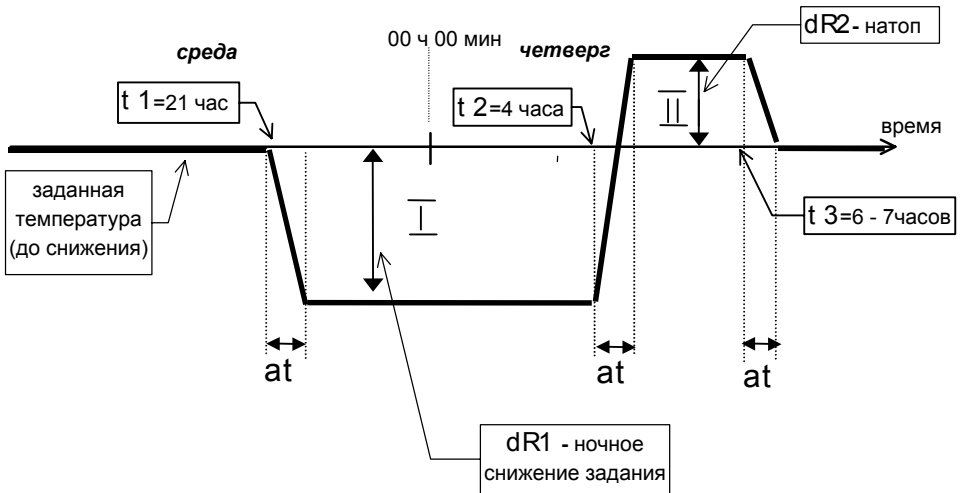 dR2 - натоп
00 ч 00 мин
среда
четверг
t 1=21 час
t 2=4 часа
II
время
заданная
температура
(до снижения)
I
t 3=6 - 7часов
at
at
at
dR1 - ночное
снижение задания